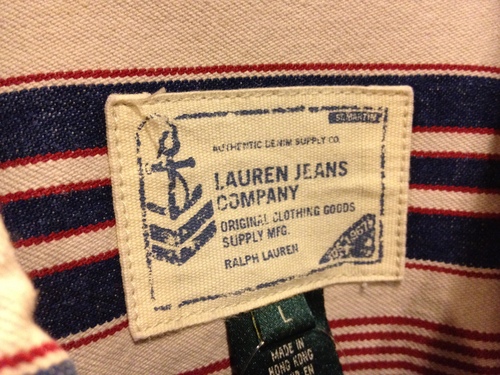 ST. MARTIN
AUTHENTIC DENIM SUPPLY CO.
LAUREN JEANS
COMPANY
ORIGINAL CLOTHING GOODS
SUPPLY MFG.
RALPH LAUREN
1967
L
MADE IN
HONG KONG